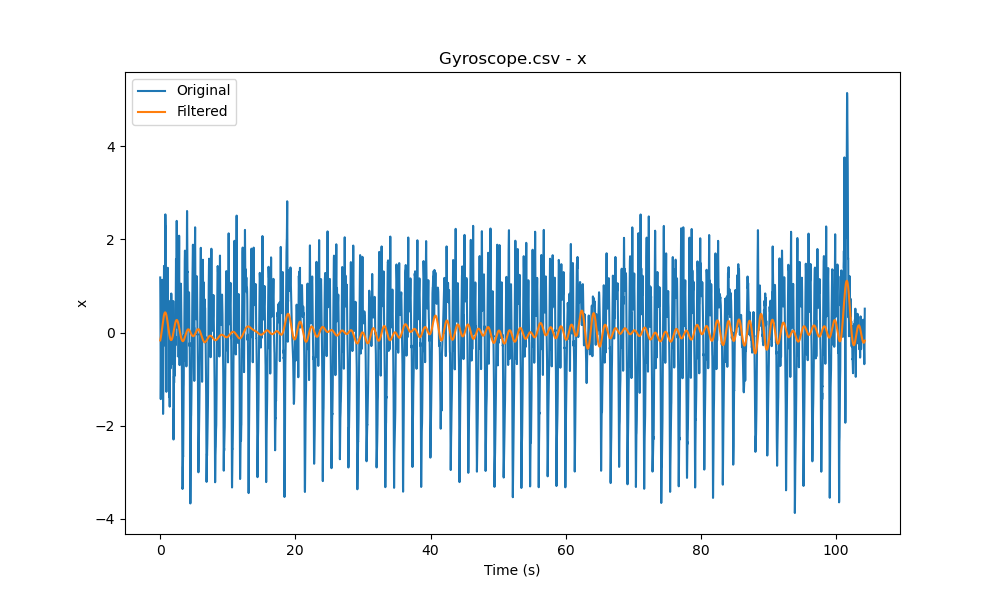 Gyroscope.csv - x
Original
Filtered
4
2
0
−2
−4
x
0 20 40 60 80 100
Time (s)